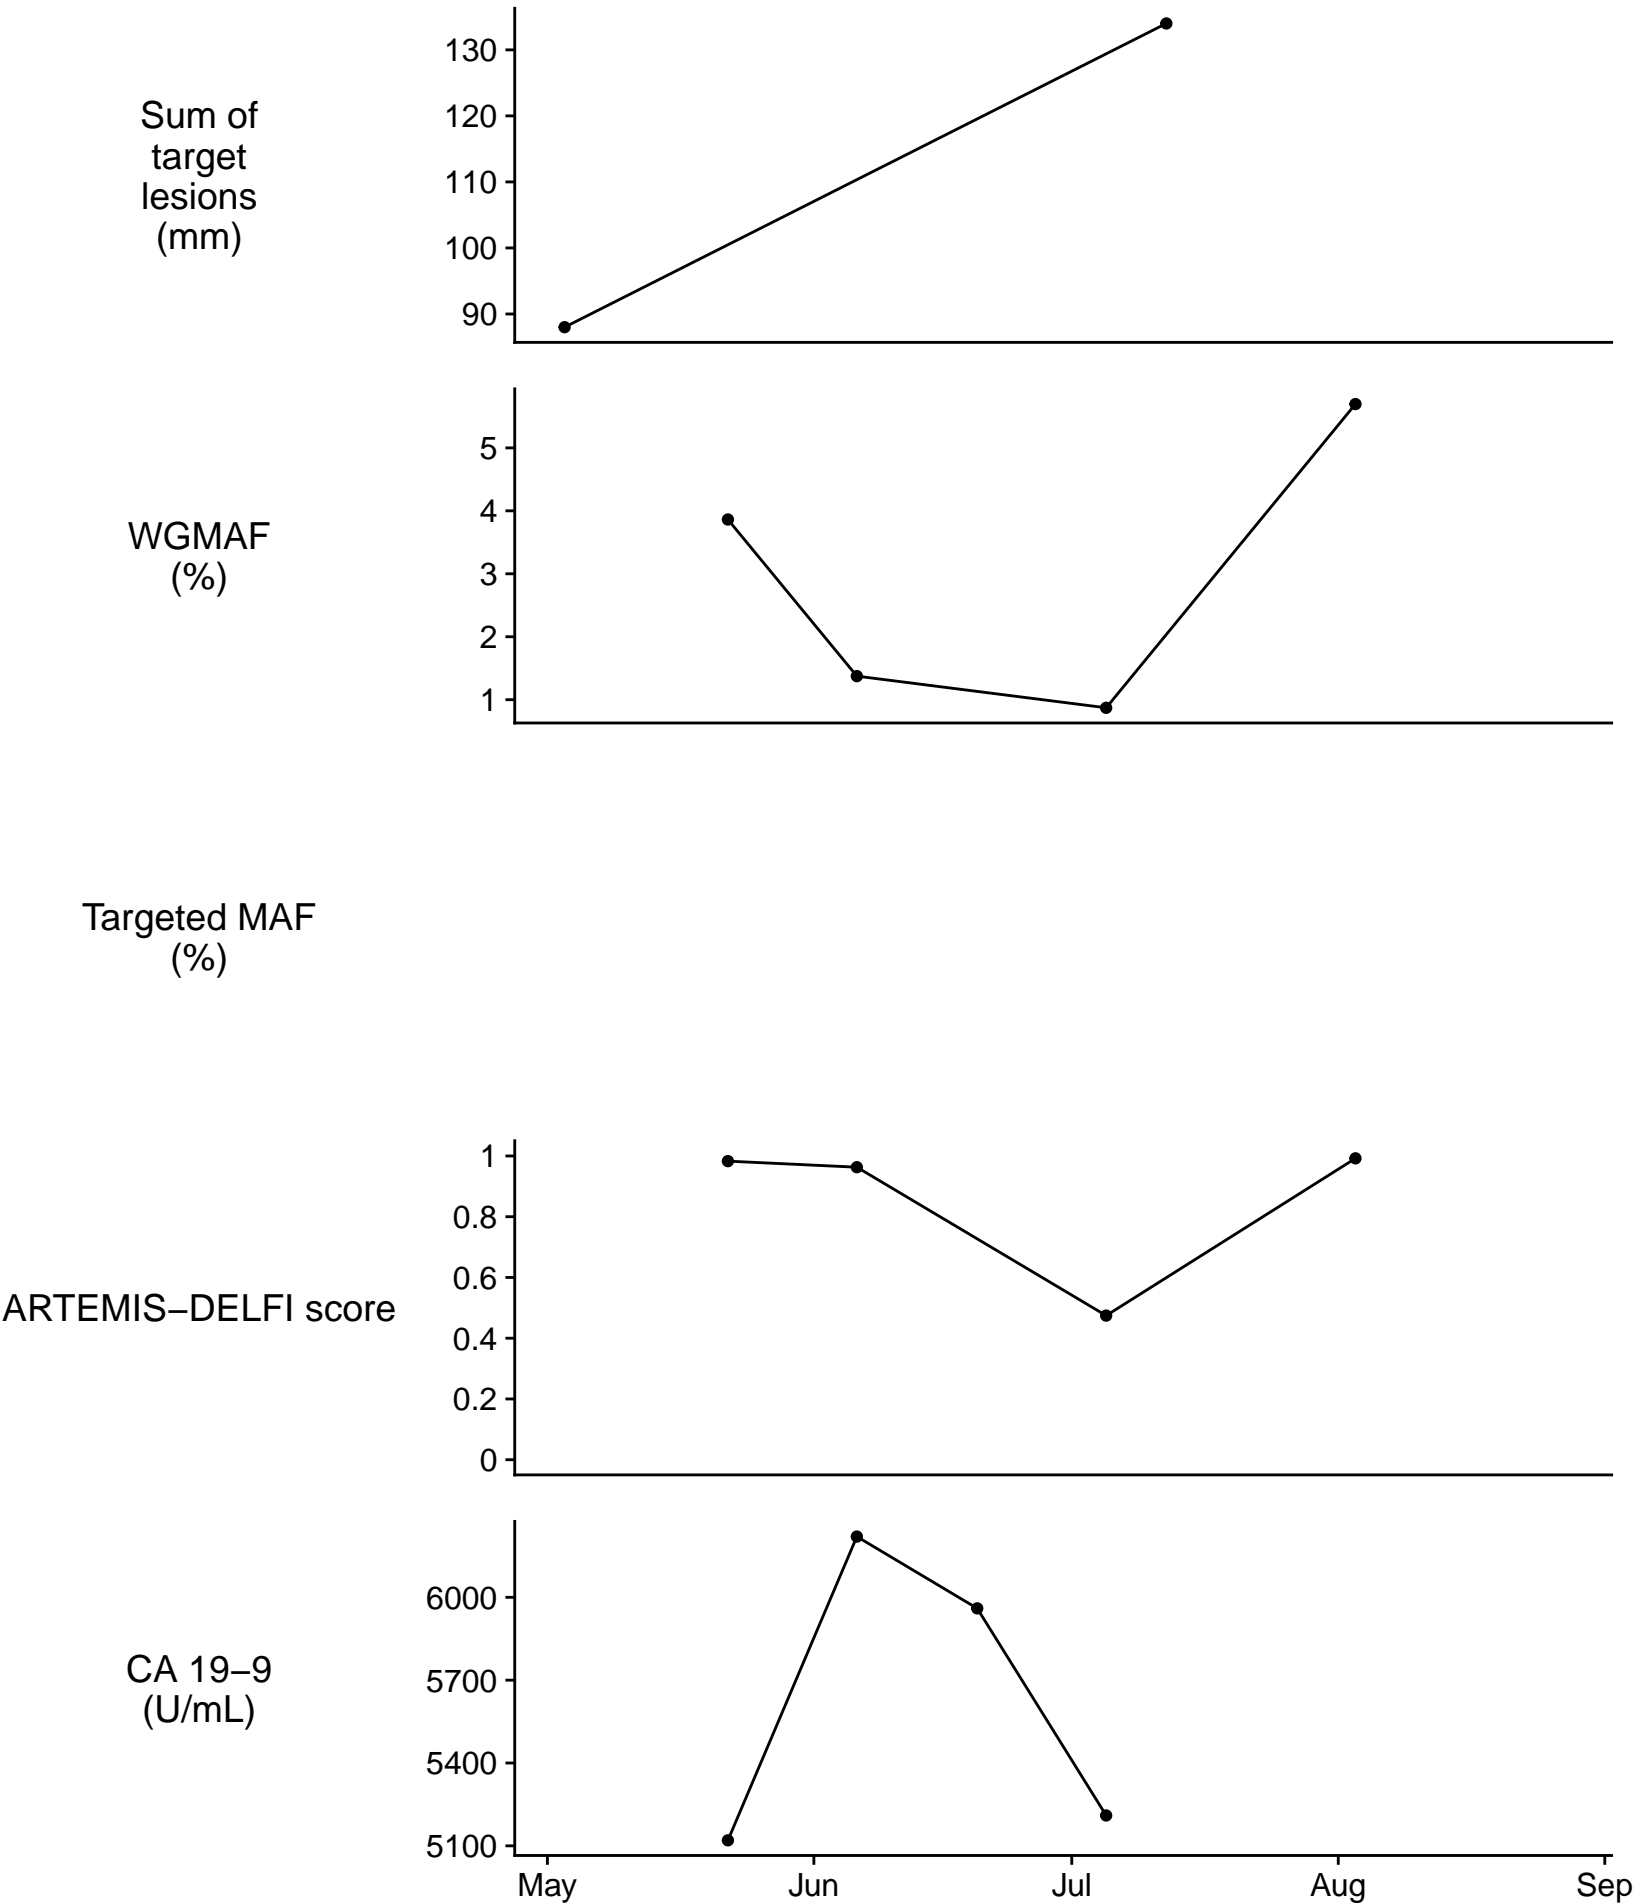 Sum of
target
lesions
(mm)
130
120
110
100
90
WGMAF
(%)
5
4
3
2
1
Targeted MAF
(%)
ARTEMIS–DELFI score
1
0.8
0.6
0.4
0.2
0
CA 19–9
(U/mL)
6000
5700
5400
5100
May Jun Jul Aug Sep